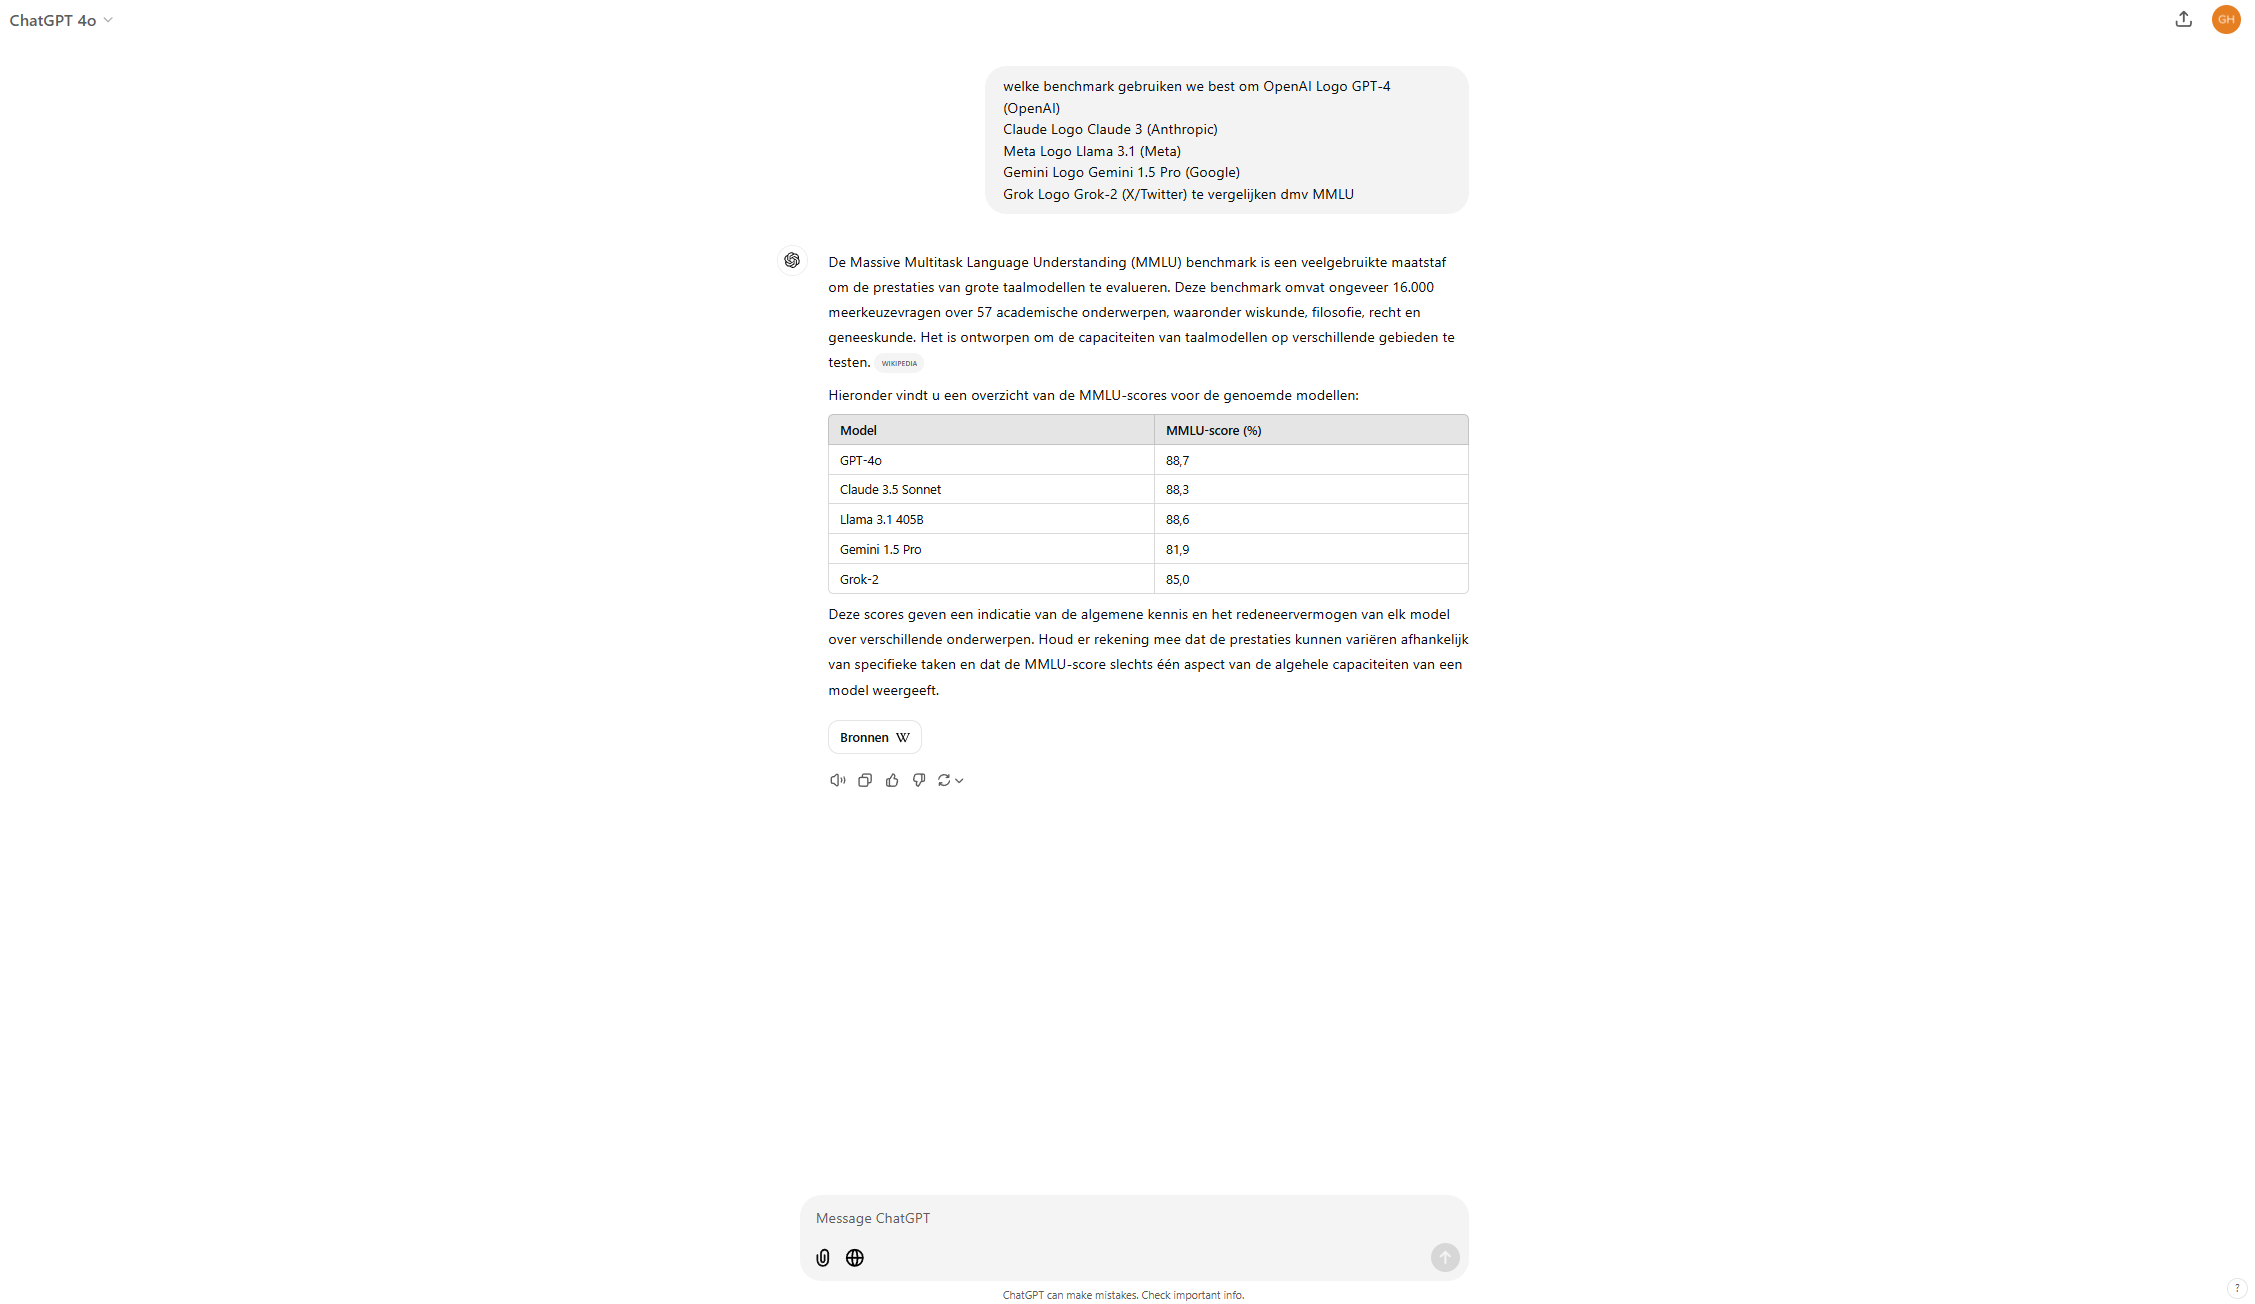 ChatGPT 4o
GH
welke benchmark gebruiken we best om OpenAI Logo GPT-4
(OpenAI)
Claude Logo Claude 3 (Anthropic)
Meta Logo Llama 3.1 (Meta)
Gemini Logo Gemini 1.5 Pro (Google)
Grok Logo Grok-2 (X/Twitter) te vergelijken dmv MMLU
De Massive Multitask Language Understanding (MMLU) benchmark is een veelgebruikte maatstaf
om de prestaties van grote taalmodellen te evalueren. Deze benchmark omvat ongeveer 16.000
meerkeuzevragen over 57 academische onderwerpen, waaronder wiskunde, filosofie, recht en
geneeskunde. Het is ontworpen om de capaciteiten van taalmodellen op verschillende gebieden te
testen. WIKIPEDIA
Hieronder vindt u een overzicht van de MMLU-scores voor de genoemde modellen:
Model MMLU-score (%)
GPT-4o 88,7
Claude 3.5 Sonnet 88,3
Llama 3.1 405B 88,6
Gemini 1.5 Pro 81,9
Grok-2 85,0
Deze scores geven een indicatie van de algemene kennis en het redeneervermogen van elk model
over verschillende onderwerpen. Houd er rekening mee dat de prestaties kunnen variëren afhankelijk
van specifieke taken en dat de MMLU-score slechts één aspect van de algehele capaciteiten van een
model weergeeft.
Bronnen W
Message ChatGPT
ChatGPT can make mistakes. Check important info.
?